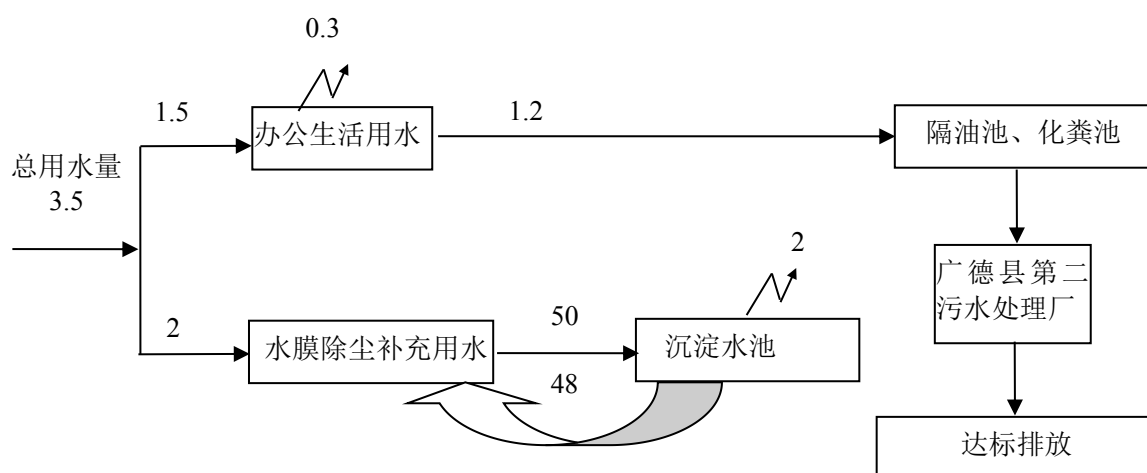 0.3
1.5
办公生活用水
1.2
隔油池、化粪池
总用水量
3.5
2
广德县第二
污水处理厂
2
水膜除尘补充用水
50
沉淀水池
48
达标排放